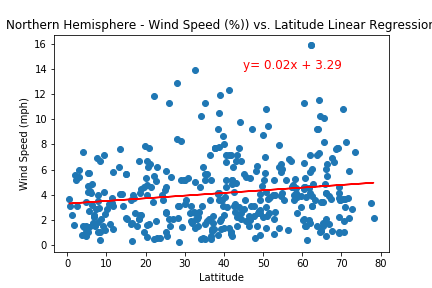 Northern Hemisphere - Wind Speed (%)) vs. Latitude Linear Regression
y= 0.02x + 3.29
Wind Speed (mph)
16
14
12
10
8
6
4
2
0
0 10 20 30 40 50 60 70 80
Lattitude